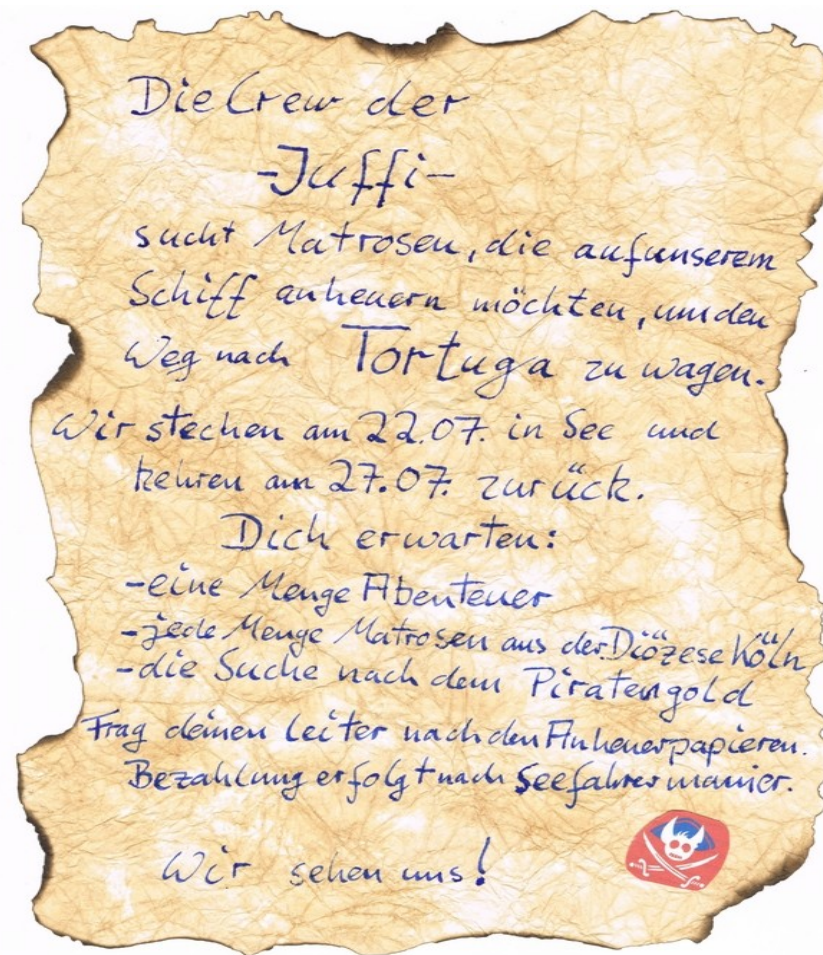 Die Crew der
-Juffi-
sucht Matrosen, die auf unserem
Schiff anheuern möchten, um den
Weg nach Tortuga zu wagen.
Wir stechen am 22.07. in See und
kehren am 27.07. zurück.
Dich erwarten:
-eine Menge Abenteuer
-jede Menge Matrosen aus der Diözese Köln
-die Suche nach dem Piratengold
Frag deinen Leiter nach den Anheuerpapieren.
Bezahlung erfolgt nach Seefahrermanier.
Wir sehen uns!